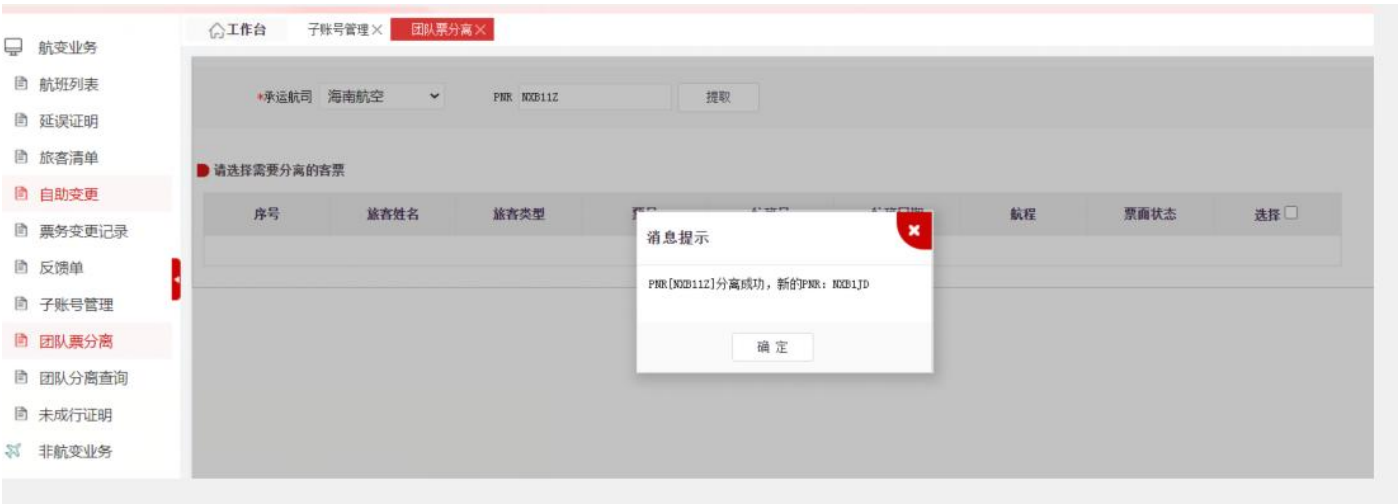 工作台 子账号管理 团队票分离
航变业务
航班列表
延误证明
旅客清单
自助变更
票务变更记录
反馈单
子账号管理
团队票分离
团队分离查询
未成行证明
非航变业务
*承运航司 海南航空 PNR NXB11Z 提取
请选择需要分离的客票
序号 旅客姓名 旅客类型 航程 票面状态 选择
消息提示
PNR[NXB11Z]分离成功，新的PNR：NXB1JD
确定